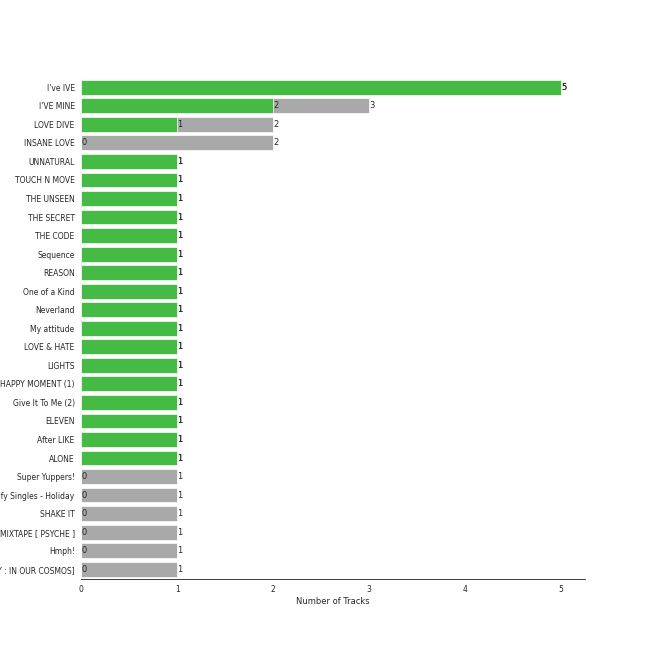 I've IVE 5
I'VE MINE 2 3
LOVE DIVE 1 2
INSANE LOVE 0 2
UNNATURAL 1
TOUCH N MOVE 1
THE UNSEEN 1
THE SECRET 1
THE CODE 1
Sequence 1
REASON 1
One of a Kind 1
Neverland 1
My attitude 1
LOVE & HATE 1
LIGHTS 1
HAPPY MOMENT (1) 1
Give It To Me (2) 1
ELEVEN 1
After LIKE 1
ALONE 1
Super Yuppers! 0 1
fy Singles - Holiday 0 1
SHAKE IT 0 1
MIXTAPE [ PSYCHE ] 0 1
Hmph! 0 1
: IN OUR COSMOS] 0 1
0 1 2 3 4 5
Number of Tracks